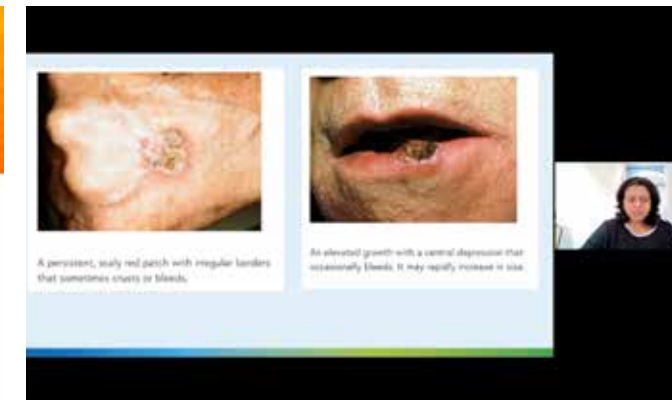 A persistent, scaly red patch with irregular borders
that sometimes crusts or bleeds.
An elevated growth with a central depression that
occasionally bleeds. It may rapidly increase in size.